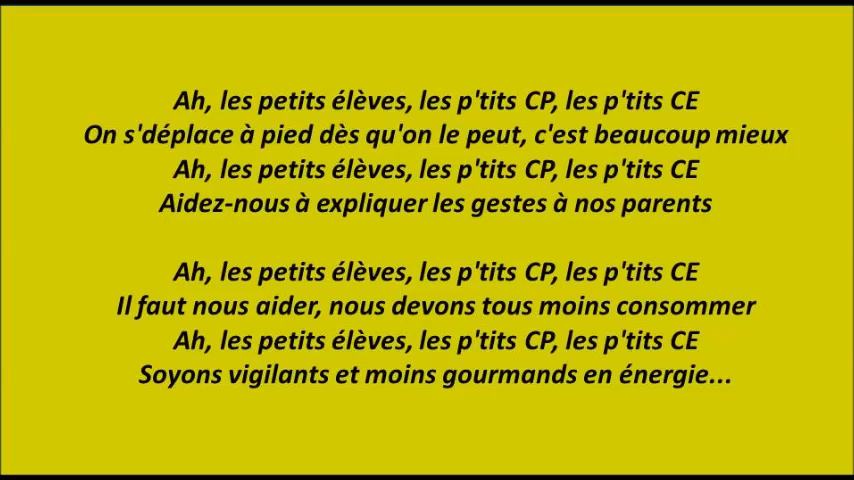 Ah, les petits élèves, les p'tits CP, les p'tits CE
On s'déplace à pied dès qu'on le peut, c'est beaucoup mieux
Ah, les petits élèves, les p'tits CP, les p'tits CE
Aidez-nous à expliquer les gestes à nos parents
Ah, les petits élèves, les p'tits CP, les p'tits CE
Il faut nous aider, nous devons tous moins consommer
Ah, les petits élèves, les p'tits CP, les p'tits CE
Soyons vigilants et moins gourmands en énergie...